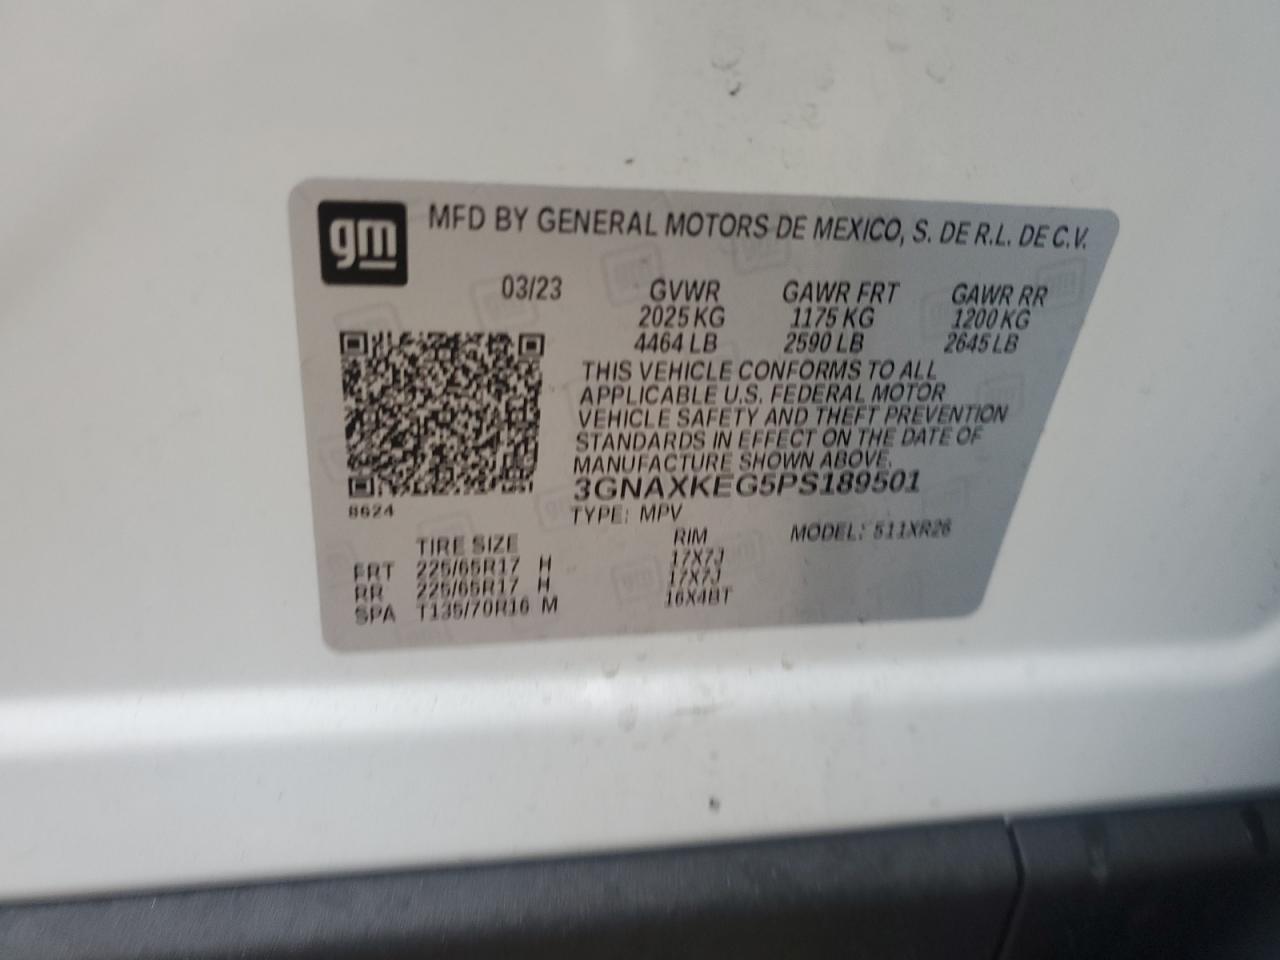 gm
MFD BY GENERAL MOTORS DE MEXICO, S. DE R.L. DE C.V.
03/23 GVWR GAWR FRT GAWR RR
2025 KG 1175 KG 1200 KG
4464 LB 2590 LB 2645 LB
THIS VEHICLE CONFORMS TO ALL
APPLICABLE U.S. FEDERAL MOTOR
VEHICLE SAFETY AND THEFT PREVENTION
STANDARDS IN EFFECT ON THE DATE OF
MANUFACTURE SHOWN ABOVE.
3GNAXKEG5PS189501
8624
TYPE: MPV MODEL: 511XR26
TIRE SIZE RIM
FRT 225/65R17 H 17X7J
RR 225/65R17 H 17X7J
SPA T135/70R16 M 16X4BT